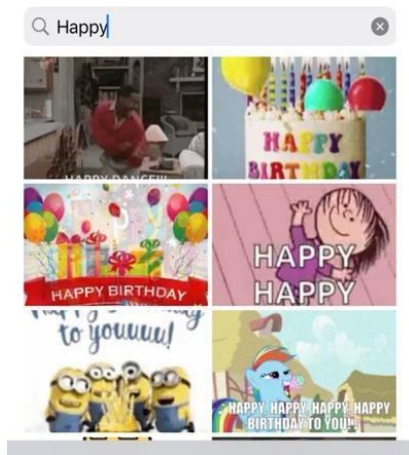 Happy
HAPPY DANCE!!!
HAPPY
BIRTHDAY
HAPPY BIRTHDAY
HAPPY
HAPPY
to youuuu!
HAPPY, HAPPY, HAPPY, HAPPY
BIRTHDAY TO YOU!!